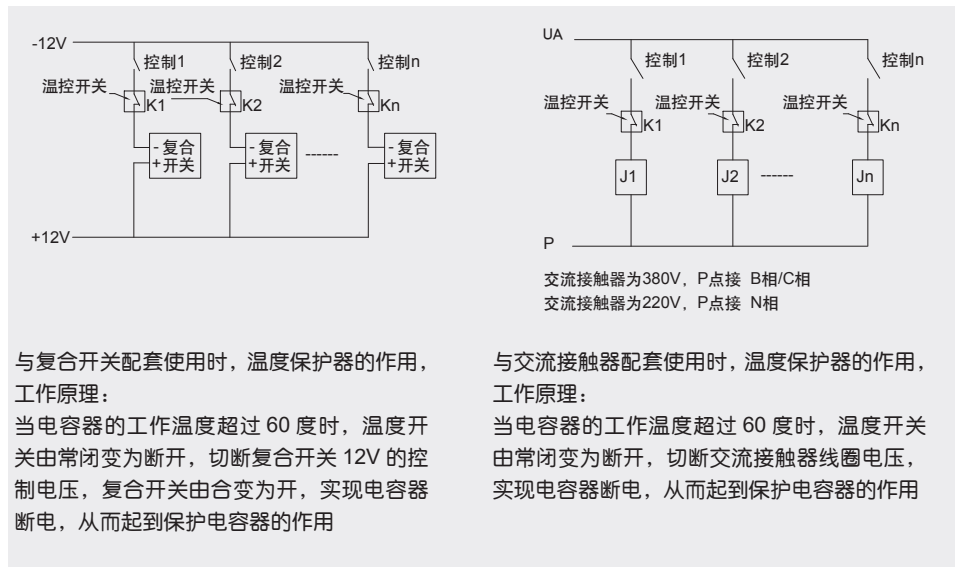 -12V
控制1
控制2
控制n
温控开关
温控开关
温控开关
K1
K2
Kn
- 复合
+开关
- 复合
+开关
------
- 复合
+开关
+12V
UA
控制1
控制2
控制n
温控开关
温控开关
温控开关
K1
K2
Kn
J1
J2
------
Jn
P
交流接触器为380V，P点接 B相/C相
交流接触器为220V，P点接 N相
与复合开关配套使用时，温度保护器的作用，
工作原理：
当电容器的工作温度超过 60 度时，温度开
关由常闭变为断开，切断复合开关 12V 的控
制电压，复合开关由合变为开，实现电容器
断电，从而起到保护电容器的作用
与交流接触器配套使用时，温度保护器的作用，
工作原理：
当电容器的工作温度超过 60 度时，温度开关
由常闭变为断开，切断交流接触器线圈电压，
实现电容器断电，从而起到保护电容器的作用